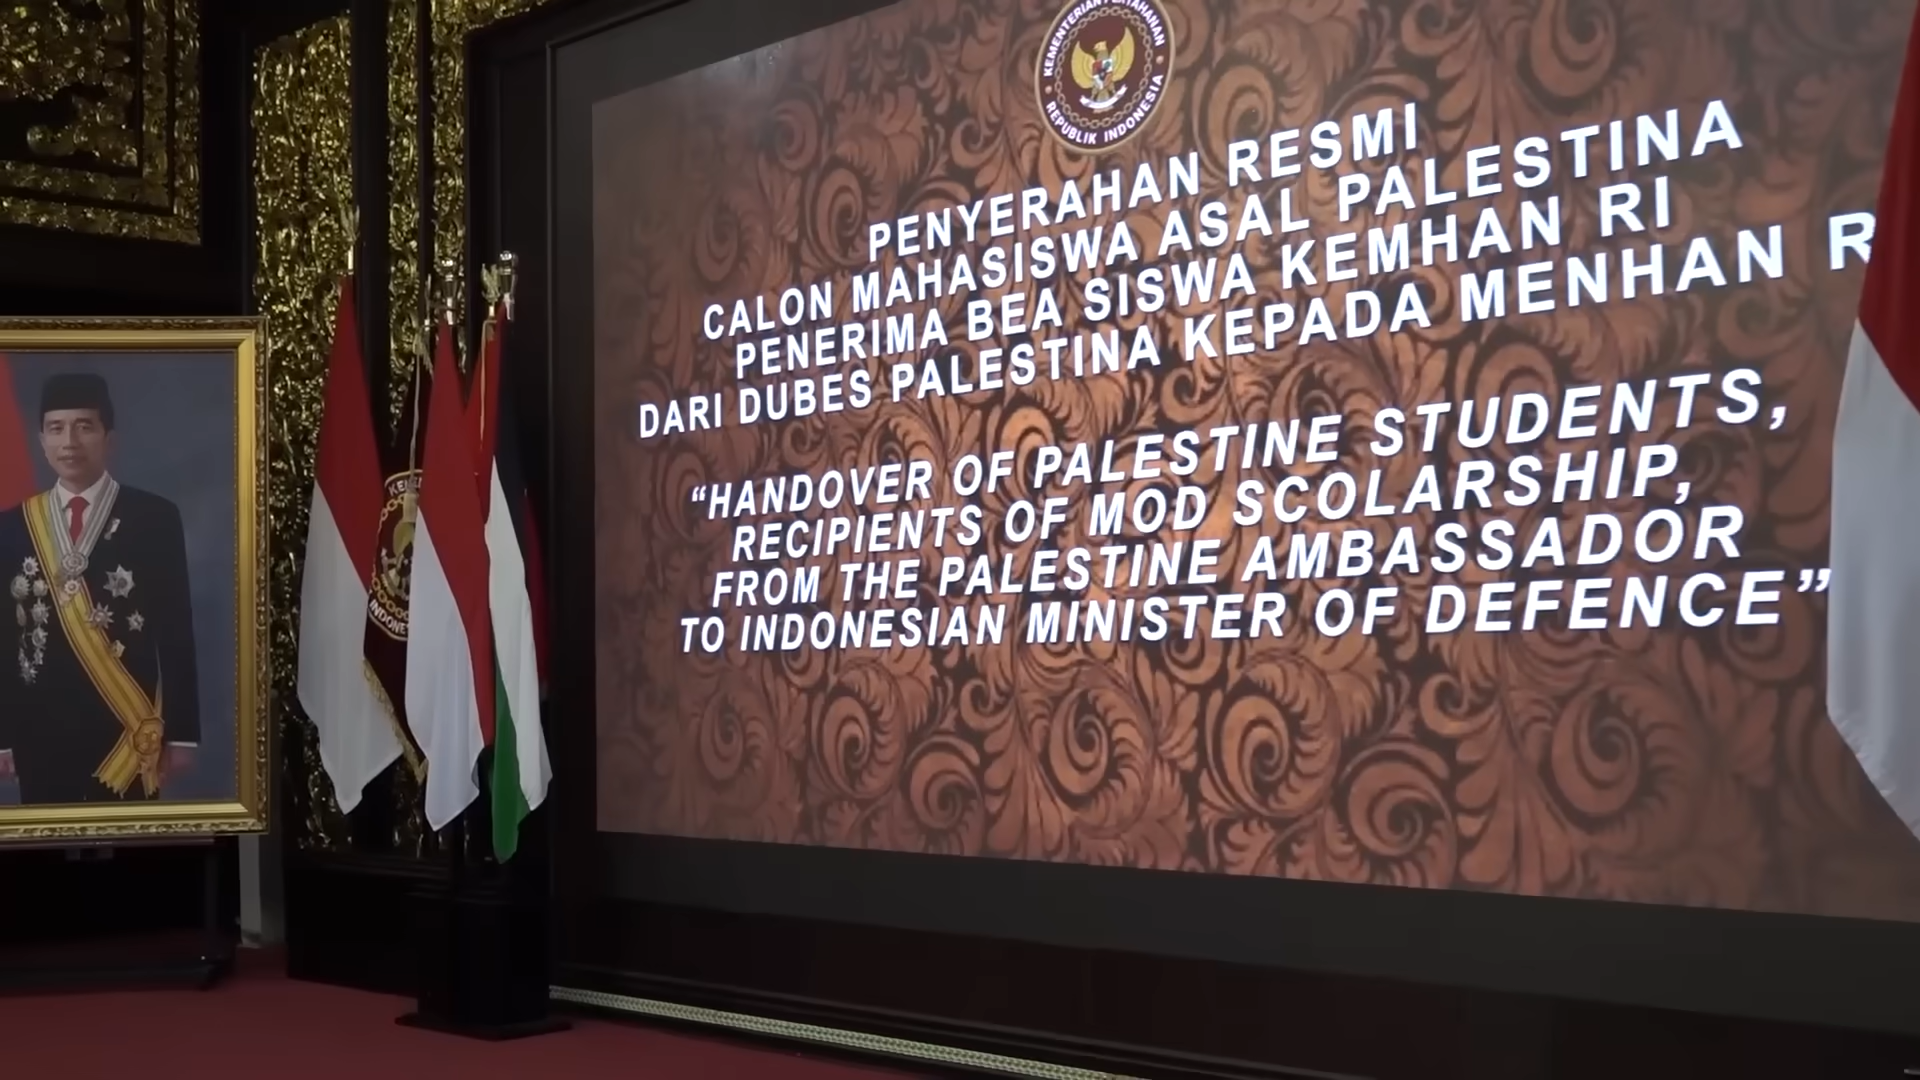 KEMENTERIAN PERTAHANAN
REPUBLIK INDONESIA
PENYERAHAN RESMI
CALON MAHASISWA ASAL PALESTINA
PENERIMA BEA SISWA KEMHAN RI
DARI DUBES PALESTINA KEPADA MENHAN R
“HANDOVER OF PALESTINE STUDENTS,
RECIPIENTS OF MOD SCOLARSHIP,
FROM THE PALESTINE AMBASSADOR
TO INDONESIAN MINISTER OF DEFENCE”